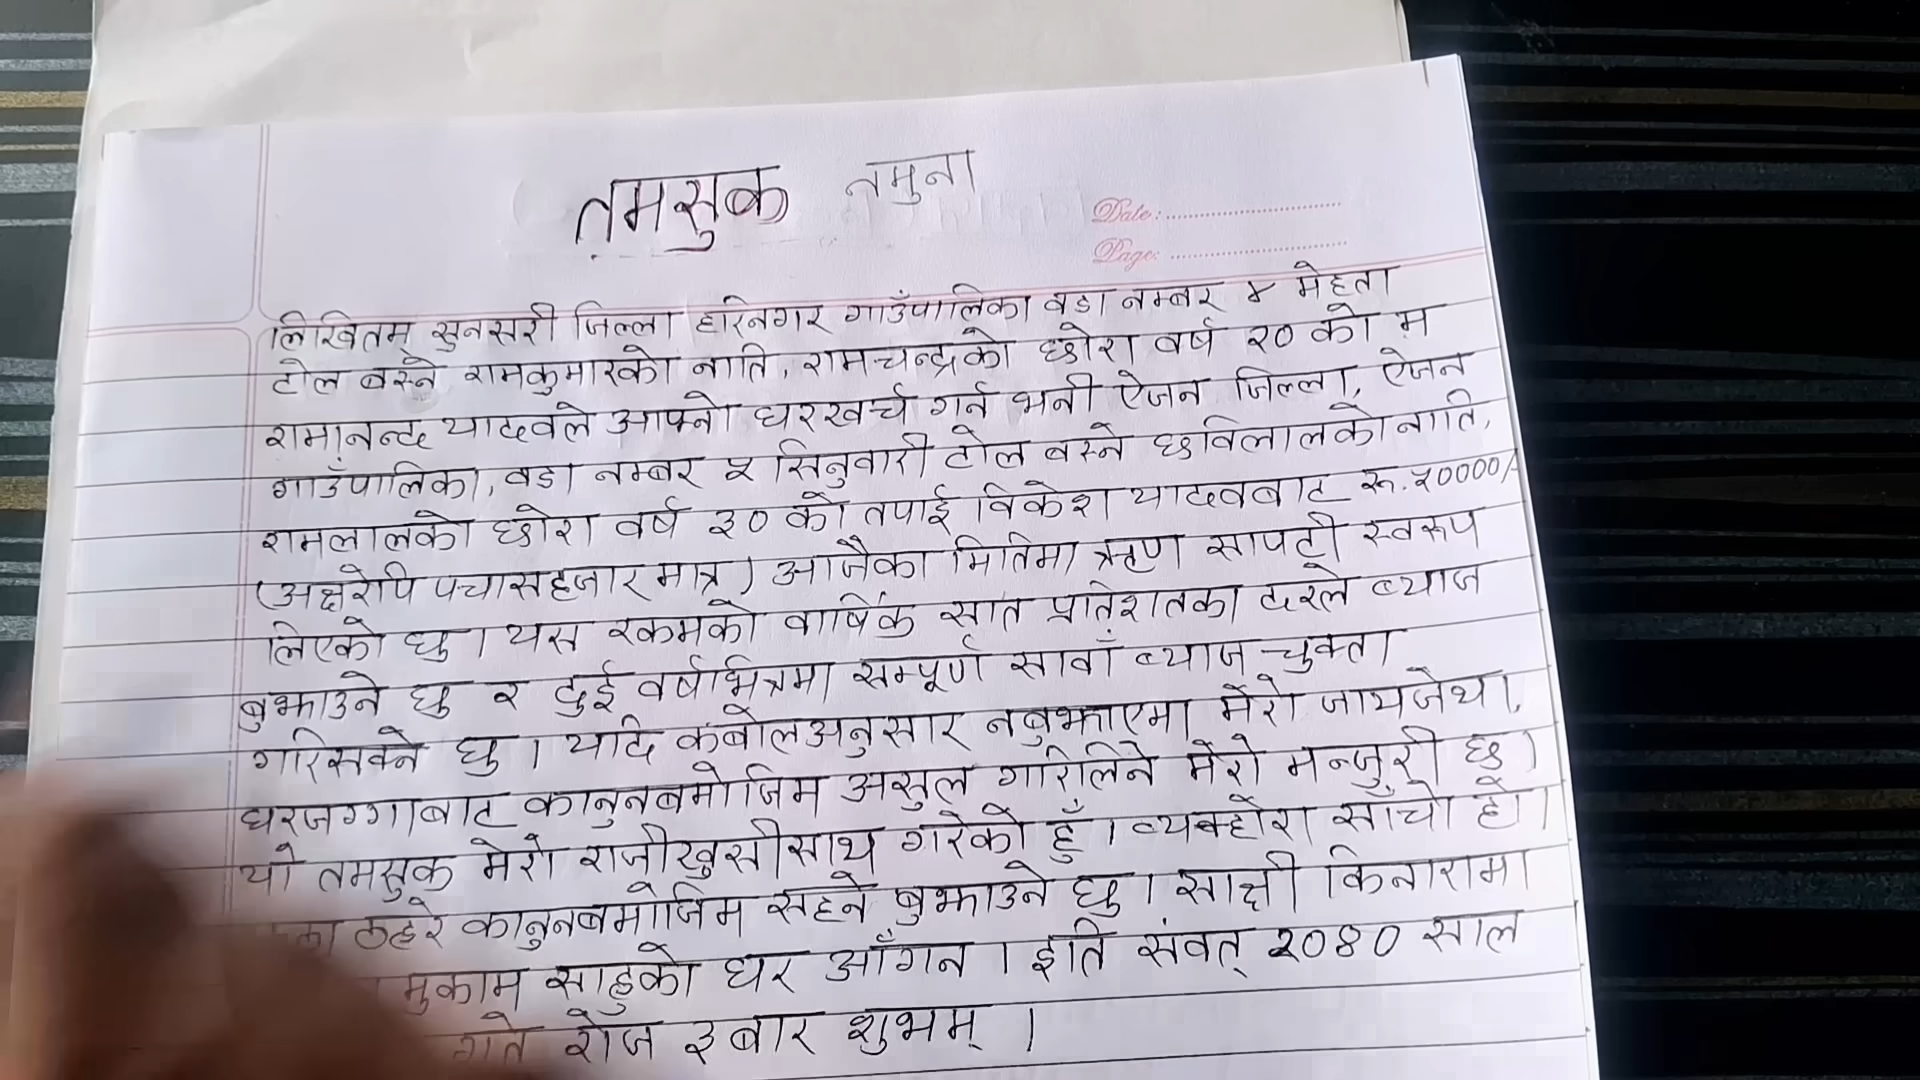 तमसुक नमुना
Date:
Page:
लिखितम् सुनसरी जिल्ला हरिनगर गाउँपालिका वडा नम्बर ४ मेहता
टोल बस्ने रामकुमारको नाति, रामचन्द्रको छोरा वर्ष २० को म
रामानन्द यादवले आफ्नो घरखर्च गर्न भनी ऐजन जिल्ला, ऐजन
गाउँपालिका, वडा नम्बर ५ सिनुवारी टोल बस्ने छविलालको नाति,
रामलालको छोरा वर्ष ३० को तपाई विकेश यादवबाट रू.५००००/-
(अक्षरेपि पचासहजार मात्र) आजैका मितिमा ऋण सापटी स्वरूप
लिएको छु । यस रकमको वार्षिक सात प्रतिशतका दरले ब्याज
बुझाउने छु र दुई वर्षभित्रमा सम्पूर्ण सावाँ ब्याज चुक्ता
गरिसक्ने छु । यदि कबोलअनुसार नबुझाएमा मेरो जायजेथा,
घरजग्गाबाट कानुनबमोजिम असुल गरिलिने मेरो मन्जुरी छ ।
यो तमसुक मेरो राजीखुसीसाथ गरेको हुँ । व्यक्होरा साँचो हो ।
ठहरे कानुनबमोजिम सहने बुझाउने छु । साक्षी किनारामा
मुकाम साहुको घर आँगन । इति संवत् २०८० साल
गते रोज ३ बार शुभम् ।